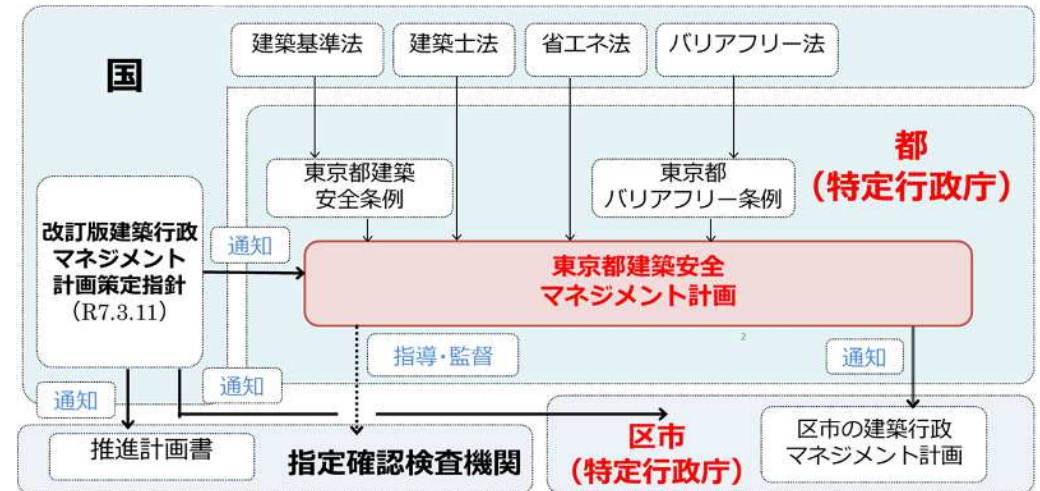 建築基準法
建築士法
省エネ法
バリアフリー法
国
都
（特定行政庁）
東京都建築
安全条例
東京都
バリアフリー条例
改訂版建築行政
マネジメント
計画策定指針
（R7.3.11）
通知
東京都建築安全
マネジメント計画
2
指導・監督
通知
通知
通知
推進計画書
指定確認検査機関
区市
（特定行政庁）
区市の建築行政
マネジメント計画